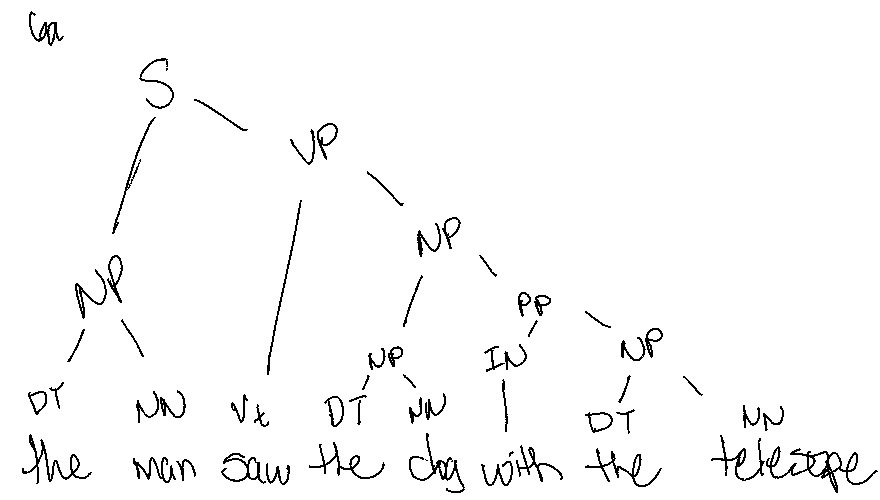 6a
S
VP
NP
NP
PP
NP
IN
NP
DT NN Vt DT NN DT NN
the man saw the dog with the telescope